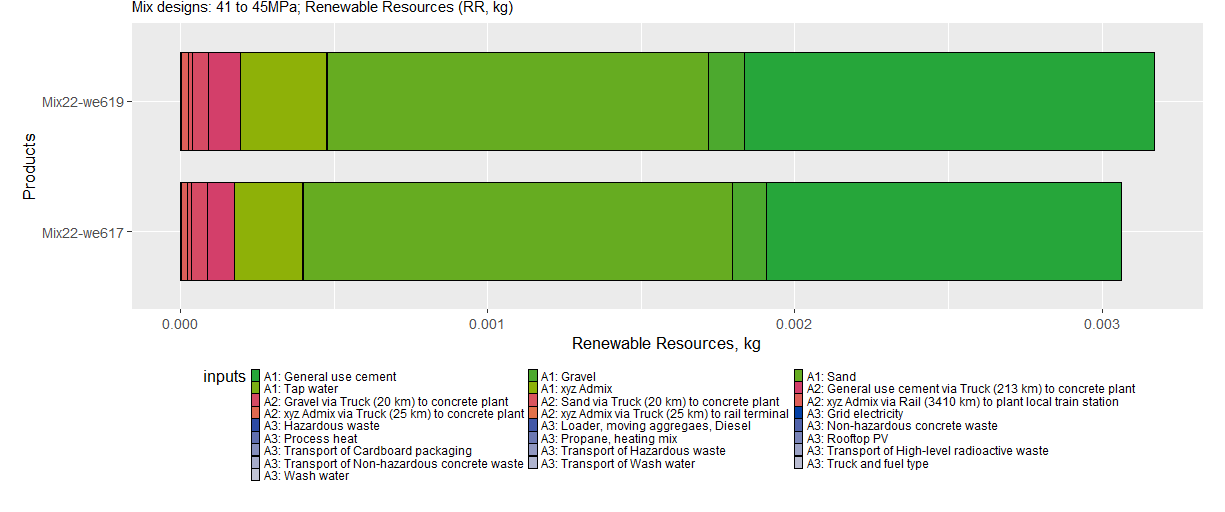 Mix designs: 41 to 45MPa; Renewable Resources (RR, kg)
Products
Mix22-we619
Mix22-we617
0.000 0.001 0.002 0.003
Renewable Resources, kg
inputs
A1: General use cement A1: Gravel A1: Sand
A1: Tap water A1: xyz Admix A2: General use cement via Truck (213 km) to concrete plant
A2: Gravel via Truck (20 km) to concrete plant A2: Sand via Truck (20 km) to concrete plant A2: xyz Admix via Rail (3410 km) to plant local train station
A2: xyz Admix via Truck (25 km) to concrete plant A2: xyz Admix via Truck (25 km) to rail terminal A3: Grid electricity
A3: Hazardous waste A3: Loader, moving aggregaes, Diesel A3: Non-hazardous concrete waste
A3: Process heat A3: Propane, heating mix A3: Rooftop PV
A3: Transport of Cardboard packaging A3: Transport of Hazardous waste A3: Transport of High-level radioactive waste
A3: Transport of Non-hazardous concrete waste A3: Transport of Wash water A3: Truck and fuel type
A3: Wash water